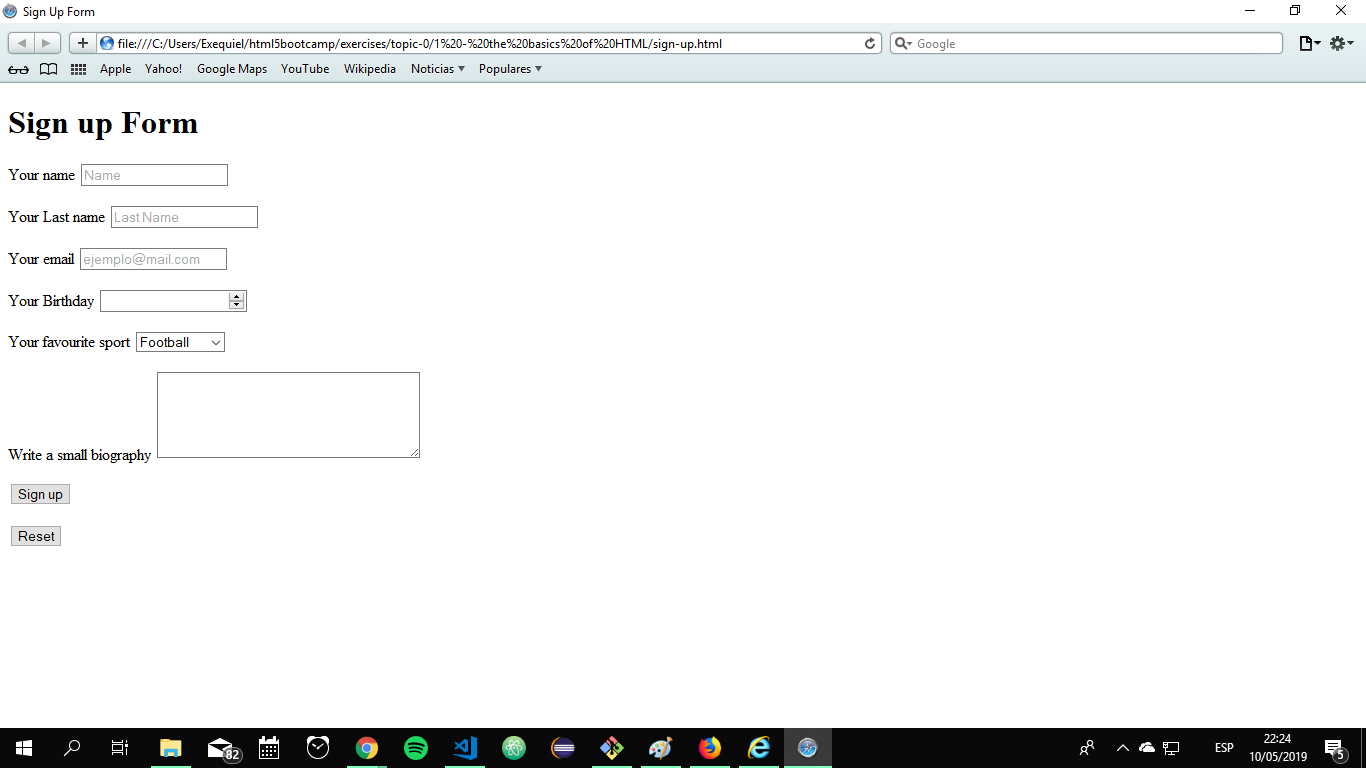 Sign Up Form
file:///C:/Users/Exequiel/html5bootcamp/exercises/topic-0/1%20-%20the%20basics%20of%20HTML/sign-up.html
Google
Apple Yahoo! Google Maps YouTube Wikipedia Noticias Populares
Sign up Form
Your name Name
Your Last name Last Name
Your email ejemplo@mail.com
Your Birthday
Your favourite sport Football
Write a small biography
Sign up
Reset
82
ESP
22:24
10/05/2019
5